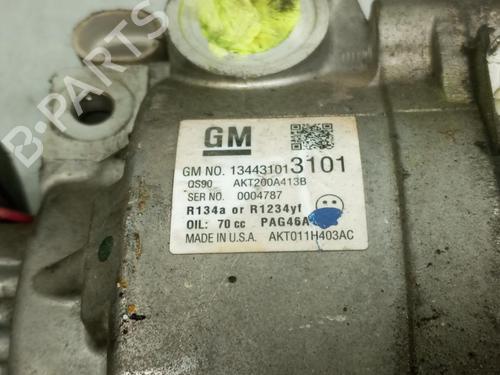 GM
GM NO. 13443101 3101
QS90 AKT200A413B
SER NO. 0004787
R134a or R1234yf
OIL: 70 cc PAG46A
MADE IN U.S.A. AKT011H403AC
B-PARTS